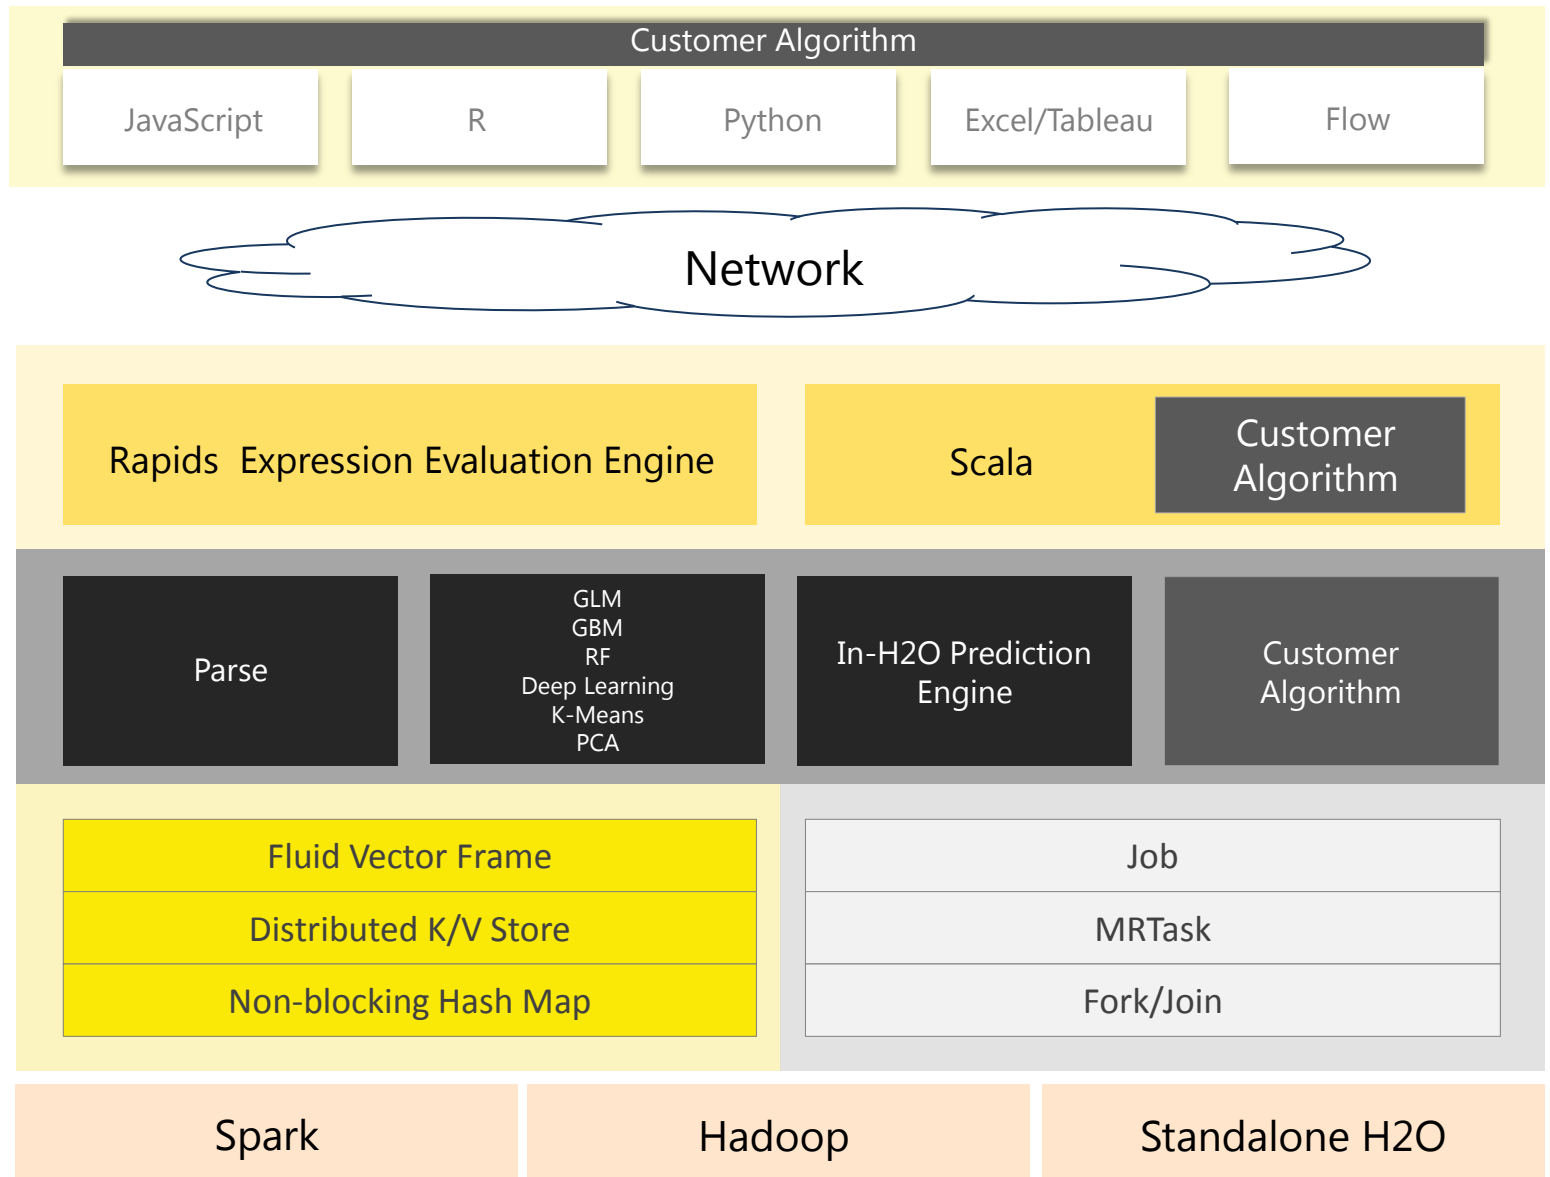 Customer Algorithm
JavaScript
R
Python
Excel/Tableau
Flow
Network
Rapids  Expression Evaluation Engine
Scala
Customer
Algorithm
Parse
GLM
GBM
RF
Deep Learning
K-Means
PCA
In-H2O Prediction
Engine
Customer
Algorithm
Fluid Vector Frame
Distributed K/V Store
Non-blocking Hash Map
Job
MRTask
Fork/Join
Spark
Hadoop
Standalone H2O